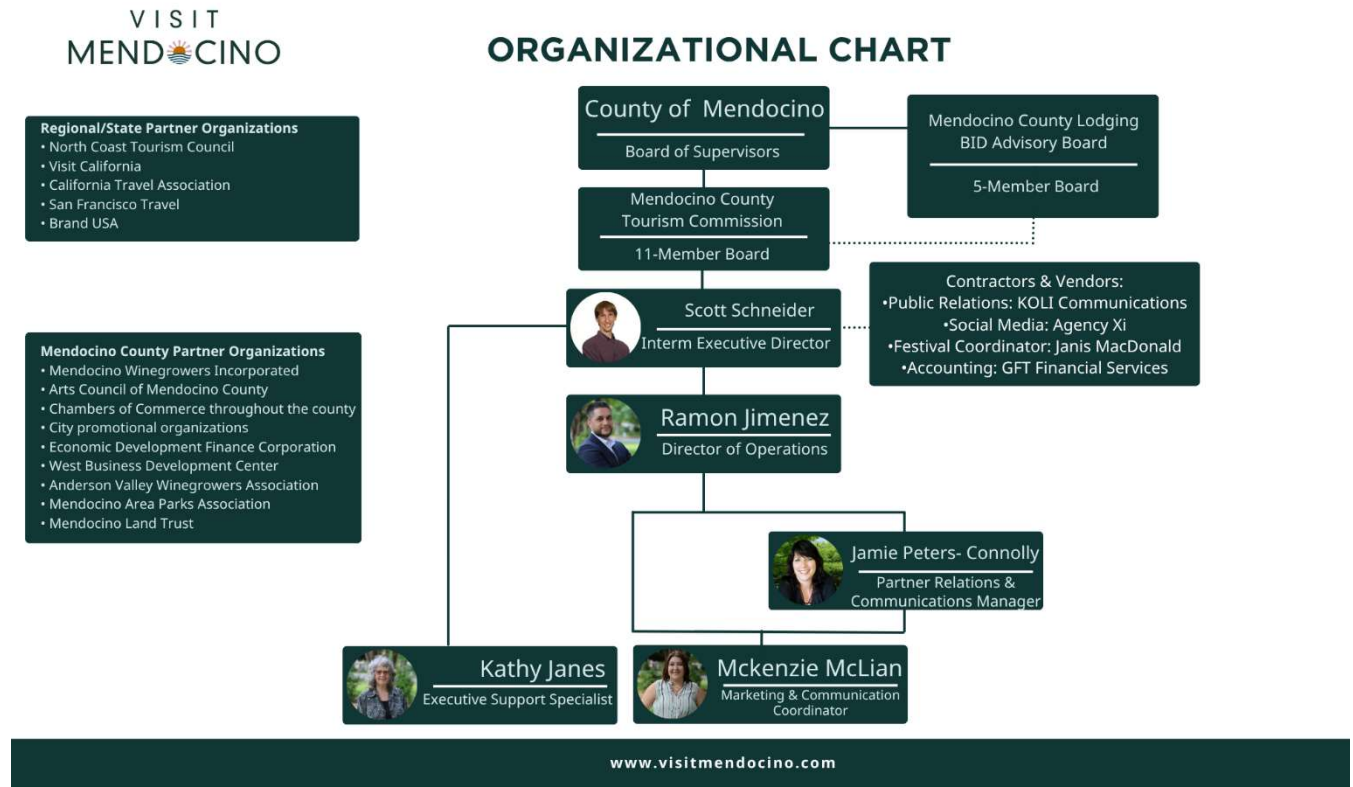 VISIT
MENDOCINO
ORGANIZATIONAL CHART
Regional/State Partner Organizations
• North Coast Tourism Council
• Visit California
• California Travel Association
• San Francisco Travel
• Brand USA
Mendocino County Partner Organizations
• Mendocino Winegrowers Incorporated
• Arts Council of Mendocino County
• Chambers of Commerce throughout the county
• City promotional organizations
• Economic Development Finance Corporation
• West Business Development Center
• Anderson Valley Winegrowers Association
• Mendocino Area Parks Association
• Mendocino Land Trust
County of Mendocino
Board of Supervisors
Mendocino County Lodging
BID Advisory Board
5-Member Board
Mendocino County
Tourism Commission
11-Member Board
Scott Schneider
Interm Executive Director
Contractors & Vendors:
•Public Relations: KOLI Communications
•Social Media: Agency Xi
•Festival Coordinator: Janis MacDonald
•Accounting: GFT Financial Services
Ramon Jimenez
Director of Operations
Jamie Peters- Connolly
Partner Relations &
Communications Manager
Kathy Janes
Executive Support Specialist
Mckenzie McLian
Marketing & Communication
Coordinator
www.visitmendocino.com